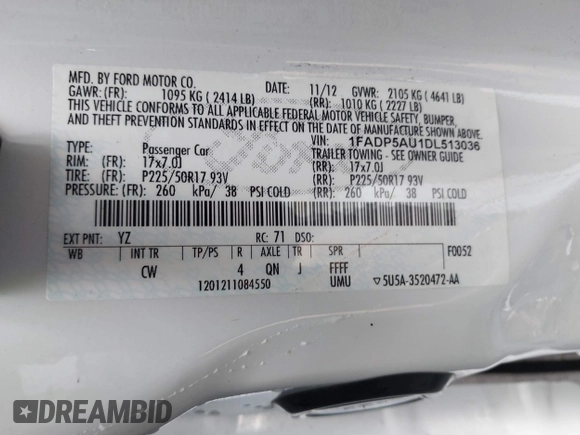 MFD. BY FORD MOTOR CO.
DATE: 11/12 GVWR: 2105 KG ( 4641 LB)
GAWR: (FR): 1095 KG ( 2414 LB) (RR): 1010 KG ( 2227 LB)
THIS VEHICLE CONFORMS TO ALL APPLICABLE FEDERAL MOTOR VEHICLE SAFETY, BUMPER,
AND THEFT PREVENTION STANDARDS IN EFFECT ON THE DATE OF MANUFACTURE SHOWN ABOVE.
VIN: 1FADP5AU1DL513036
TYPE: Passenger Car TRAILER TOWING - SEE OWNER GUIDE
RIM: (FR): 17x7.0J (RR): 17x7.0J
TIRE: (FR): P225/50R17 93V (RR): P225/50R17 93V
PRESSURE: (FR): 260 kPa/ 38 PSI COLD (RR): 260 kPa/ 38 PSI COLD
EXT PNT: YZ RC: 71 DSO: F0052
WB INT TR TP/PS R AXLE TR SPR
CW 4 QN J FFFF
1201211084550 UMU ▽5U5A-3520472-AA
DREAMBID